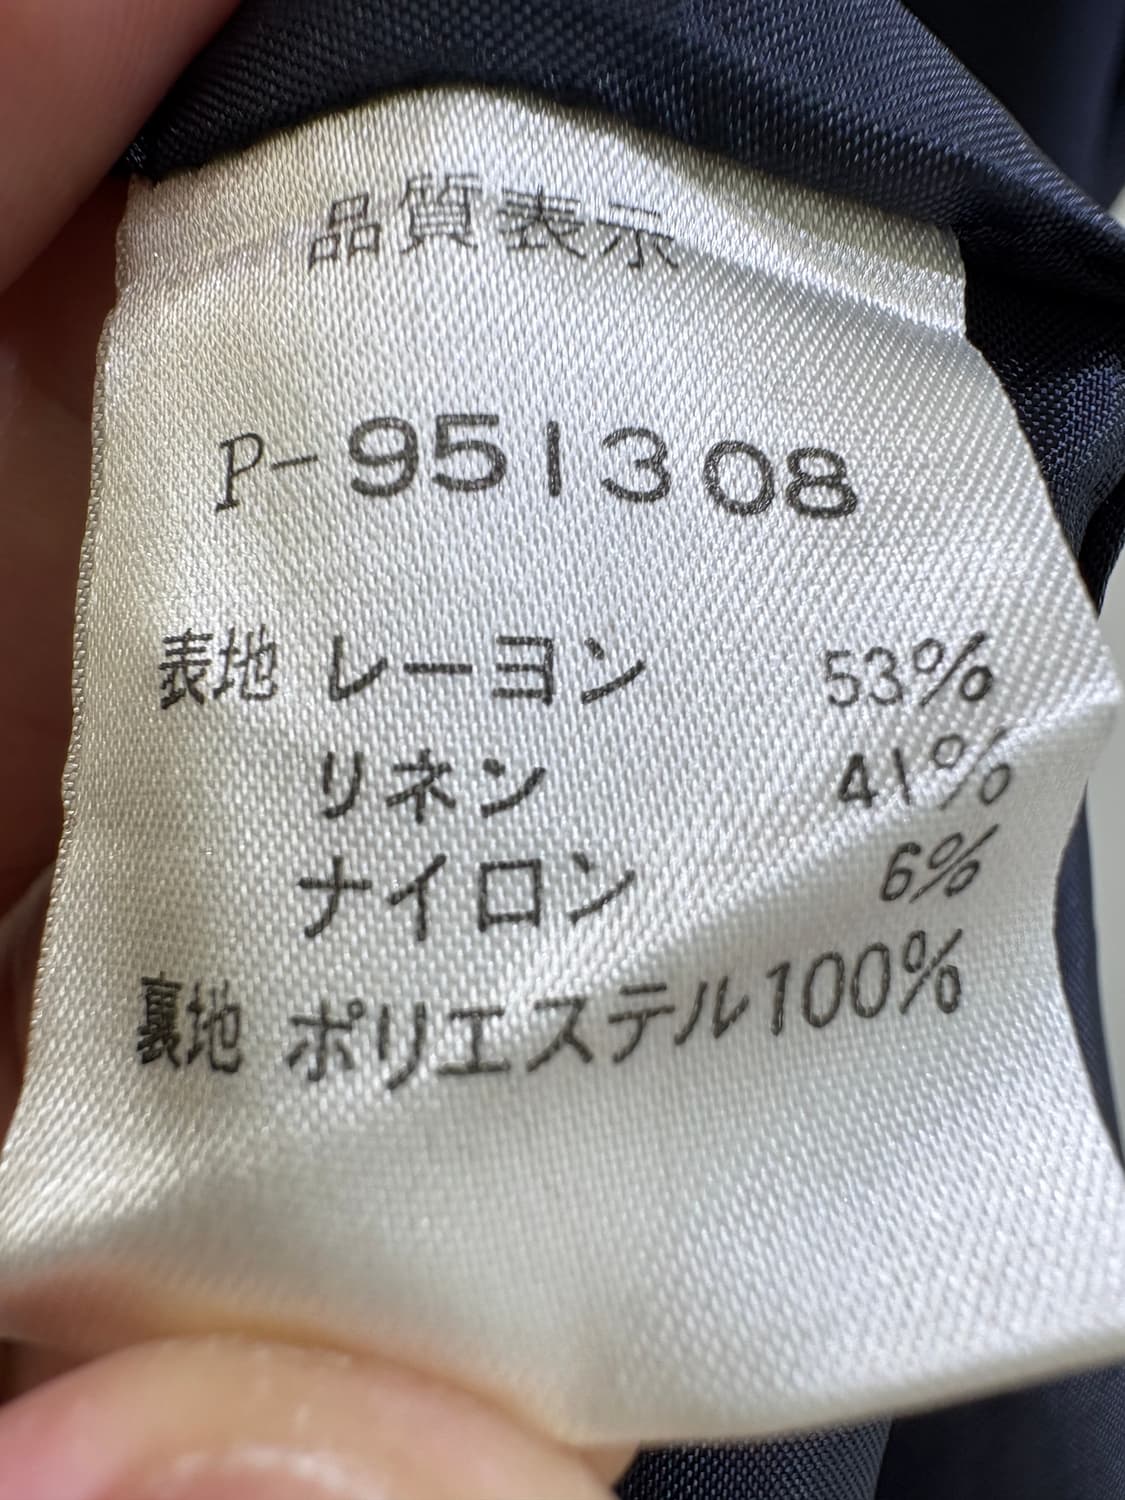 品質表示
P-951308
表地 レーヨン 53%
リネン 41%
ナイロン 6%
裏地 ポリエステル100%